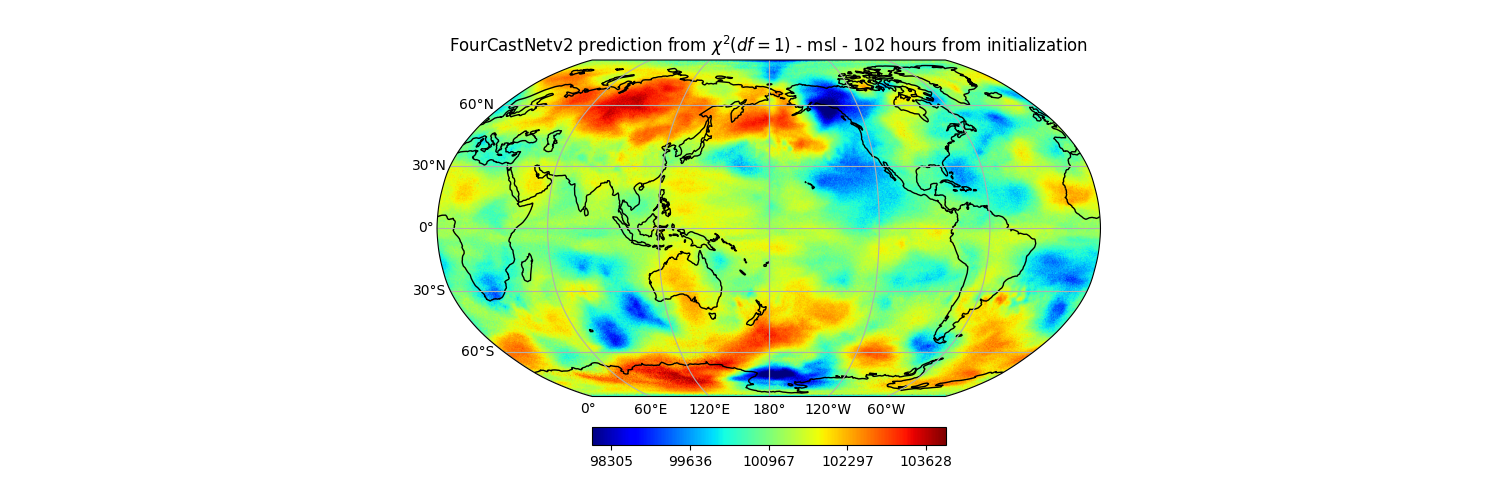 FourCastNetv2 prediction from χ²(df = 1) - msl - 102 hours from initialization
60°N
30°N
0°
30°S
60°S
0° 60°E 120°E 180° 120°W 60°W
98305 99636 100967 102297 103628